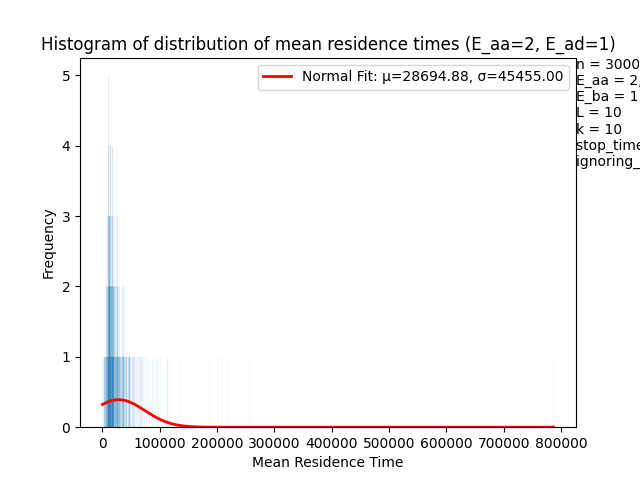 Histogram of distribution of mean residence times (E_aa=2, E_ad=1)
Normal Fit: μ=28694.88, σ=45455.00
n = 3000
E_aa = 2,
E_ba = 1
L = 10
k = 10
stop_time
ignoring_
Frequency
5
4
3
2
1
0
0 100000 200000 300000 400000 500000 600000 700000 800000
Mean Residence Time